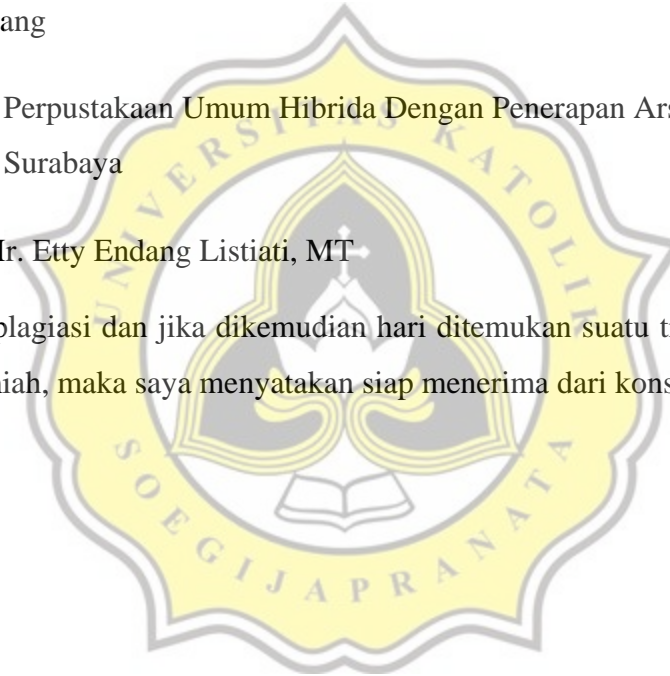 ang
Perpustakaan Umum Hibrida Dengan Penerapan Ars
Surabaya
Ir. Etty Endang Listiati, MT
plagiasi dan jika dikemudian hari ditemukan suatu ti
iah, maka saya menyatakan siap menerima dari kons
UNIVERSITAS KATOLIK
SOEGIJAPRANATA